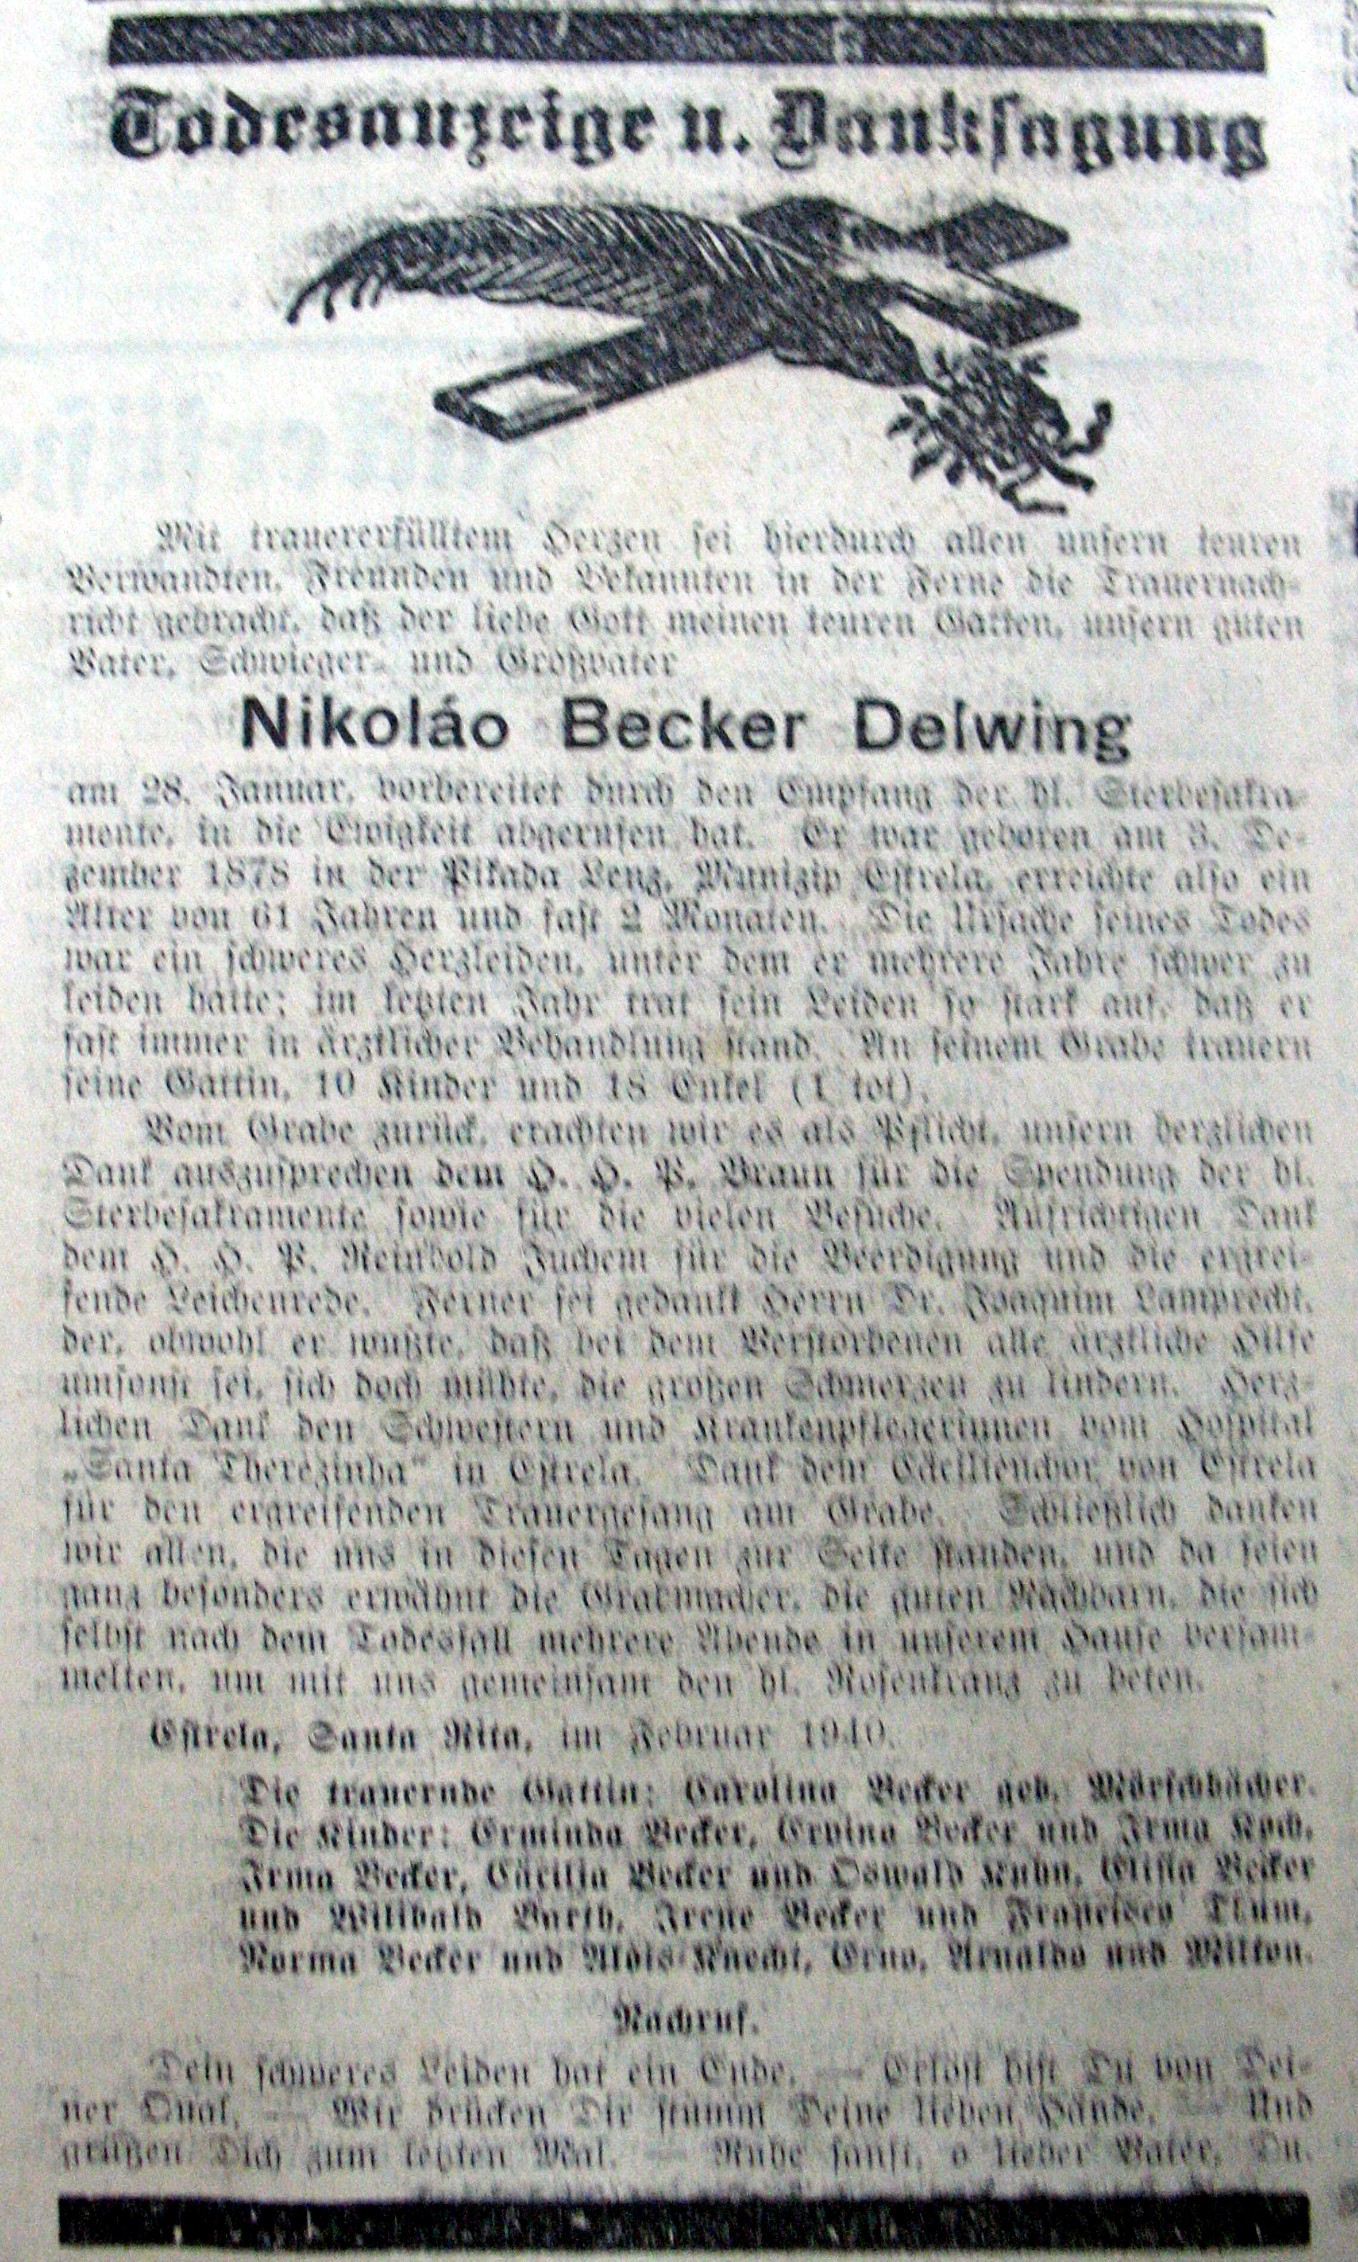 Todesanzeige u. Danksagung
Mit trauererfülltem Herzen sei hierdurch allen unsern teuren
Verwandten, Freunden und Bekannten in der Ferne die Trauernach-
richt gebracht, daß der liebe Gott meinen teuren Gatten, unsern guten
Vater, Schwieger- und Großvater
Nikoláo Becker Delwing
am 28. Januar, vorbereitet durch den Empfang der hl. Sterbesakra-
mente, in die Ewigkeit abgerufen hat. Er war geboren am 3. De-
zember 1878 in der Pikada Lenz, Munizip Estrela, erreichte also ein
Alter von 61 Jahren und fast 2 Monaten. Die Ursache seines Todes
war ein schweres Herzleiden, unter dem er mehrere Jahre schwer zu
leiden hatte; im letzten Jahr trat sein Leiden so stark auf, daß er
fast immer in ärztlicher Behandlung stand. An seinem Grabe trauern
seine Gattin, 10 Kinder und 18 Enkel (1 tot).
Vom Grabe zurück, erachten wir es als Pflicht, unsern herzlichen
Dank auszusprechen dem H. H. P. Braun für die Spendung der hl.
Sterbesakramente sowie für die vielen Besuche. Aufrichtigen Dank
dem H. H. P. Reinhold Juchem für die Beerdigung und die ergrei-
fende Leichenrede. Ferner sei gedankt Herrn Dr. Joaquim Lamprecht,
der, obwohl er wußte, daß bei dem Verstorbenen alle ärztliche Hilfe
umsonst sei, sich doch mühte, die großen Schmerzen zu lindern. Herz-
lichen Dank den Schwestern und Krankenpflegerinnen vom Hospital
„Santa Therezinha“ in Estrela. Dank dem Cäcilienchor von Estrela
für den ergreifenden Trauergesang am Grabe. Schließlich danken
wir allen, die uns in diesen Tagen zur Seite standen, und da seien
ganz besonders erwähnt die Grabmacher, die guten Nachbarn, die sich
selbst nach dem Todesfall mehrere Abende in unserem Hause versam-
melten, um mit uns gemeinsam den hl. Rosenkranz zu beten.
Estrela, Santa Rita, im Februar 1940.
Die trauernde Gattin: Carolina Becker geb. Mörschbächer.
Die Kinder: Erminda Becker, Ervino Becker und Irma Koch,
Irma Becker, Cäcilia Becker und Oswald Kuhn, Elisa Becker
und Willibald Barth, Irene Becker und Francisco Thum,
Norma Becker und Alois Knecht, Erno, Arnaldo und Milton.
Nachruf.
Dein schweres Leiden hat ein Ende. — Erlöst bist Du von Dei-
ner Qual. — Wir drücken Dir stumm Deine lieben Hände. — Und
grüßen Dich zum letzten Mal. — Ruhe sanft, o lieber Vater, Du.